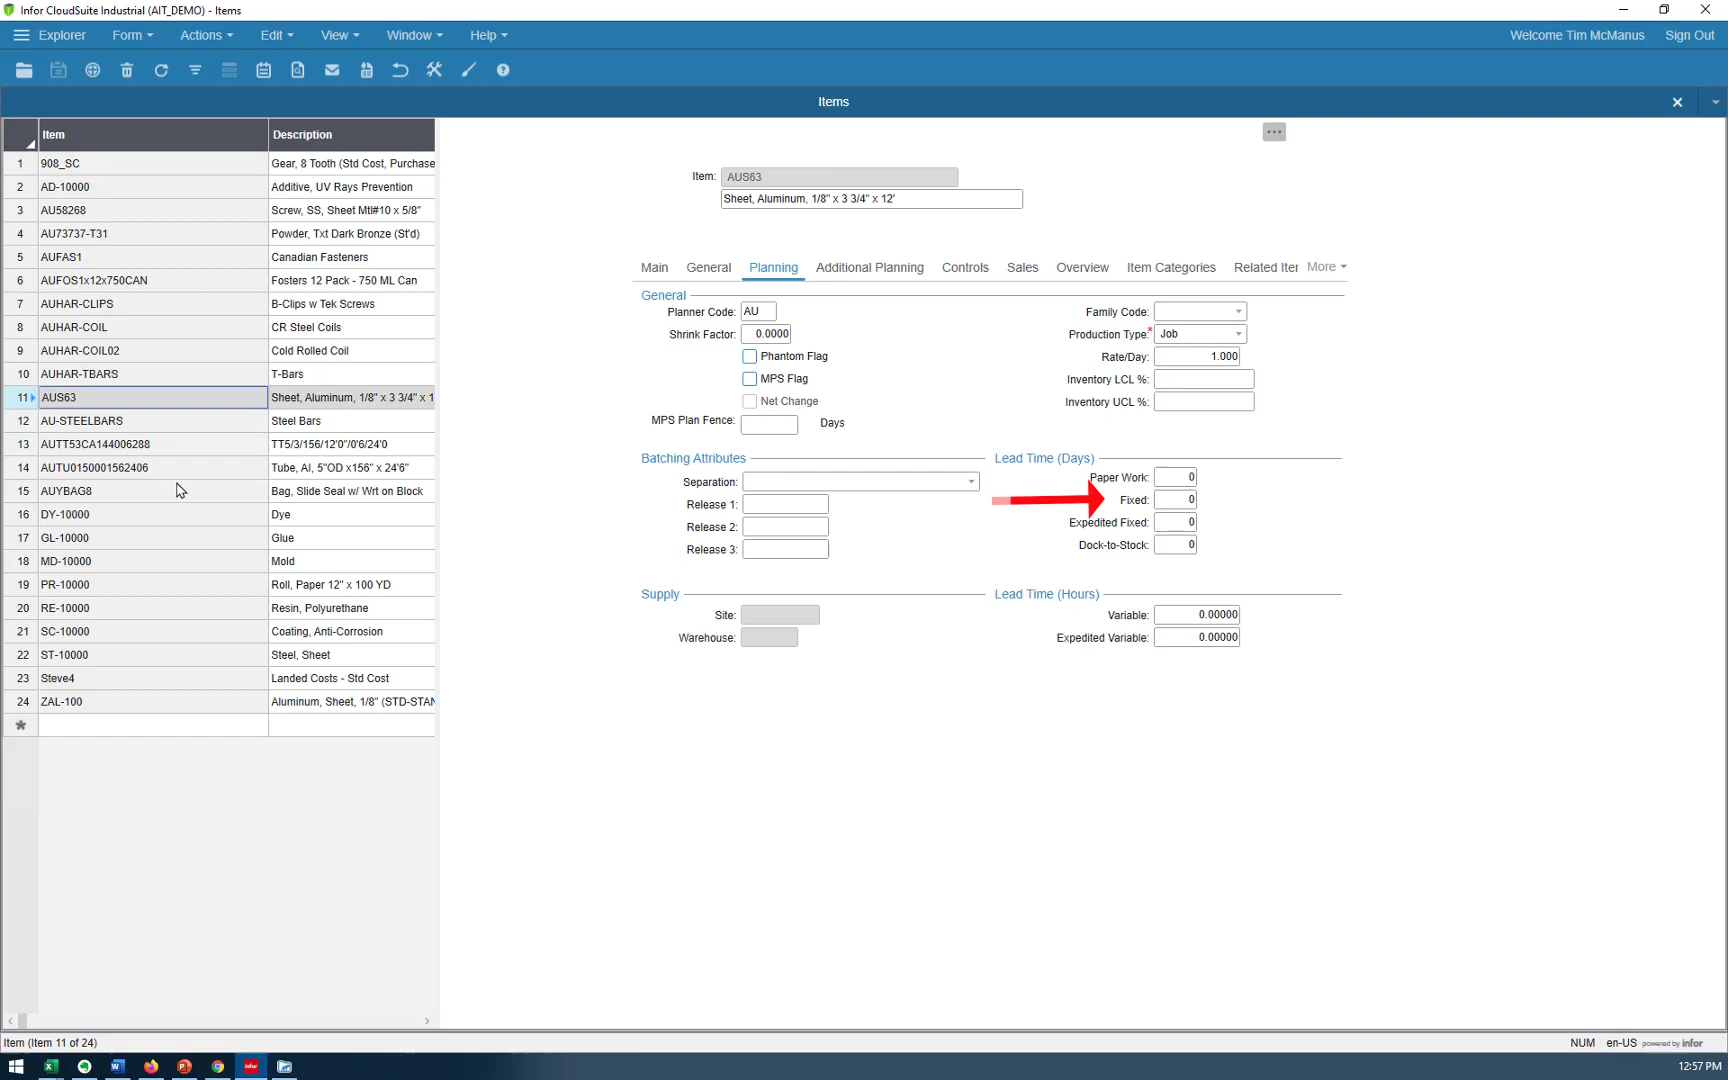 Infor CloudSuite Industrial (AIT_DEMO) - Items
Explorer Form Actions Edit View Window Help Welcome Tim McManus Sign Out
Items
Item Description
1 908_SC Gear, 8 Tooth (Std Cost, Purchase
2 AD-10000 Additive, UV Rays Prevention
3 AU58268 Screw, SS, Sheet Mtl#10 x 5/8"
4 AU73737-T31 Powder, Txt Dark Bronze (St'd)
5 AUFAS1 Canadian Fasteners
6 AUFOS1x12x750CAN Fosters 12 Pack - 750 ML Can
7 AUHAR-CLIPS B-Clips w Tek Screws
8 AUHAR-COIL CR Steel Coils
9 AUHAR-COIL02 Cold Rolled Coil
10 AUHAR-TBARS T-Bars
11 AUS63 Sheet, Aluminum, 1/8" x 3 3/4" x 1
12 AU-STEELBARS Steel Bars
13 AUTT53CA144006288 TT5/3/156/12'0"/0'6/24'0
14 AUTU0150001562406 Tube, Al, 5"OD x156" x 24'6"
15 AUYBAG8 Bag, Slide Seal w/ Wrt on Block
16 DY-10000 Dye
17 GL-10000 Glue
18 MD-10000 Mold
19 PR-10000 Roll, Paper 12" x 100 YD
20 RE-10000 Resin, Polyurethane
21 SC-10000 Coating, Anti-Corrosion
22 ST-10000 Steel, Sheet
23 Steve4 Landed Costs - Std Cost
24 ZAL-100 Aluminum, Sheet, 1/8" (STD-STAN
Item: AUS63
Sheet, Aluminum, 1/8" x 3 3/4" x 12'
Main General Planning Additional Planning Controls Sales Overview Item Categories Related Iter More
General
Planner Code: AU
Shrink Factor: 0.0000
Phantom Flag
MPS Flag
Net Change
MPS Plan Fence: Days
Family Code:
Production Type:* Job
Rate/Day: 1.000
Inventory LCL %:
Inventory UCL %:
Batching Attributes
Separation:
Release 1:
Release 2:
Release 3:
Lead Time (Days)
Paper Work: 0
Fixed: 0
Expedited Fixed: 0
Dock-to-Stock: 0
Supply
Site:
Warehouse:
Lead Time (Hours)
Variable: 0.00000
Expedited Variable: 0.00000
Item (Item 11 of 24) NUM en-US powered by infor
infor
12:57 PM